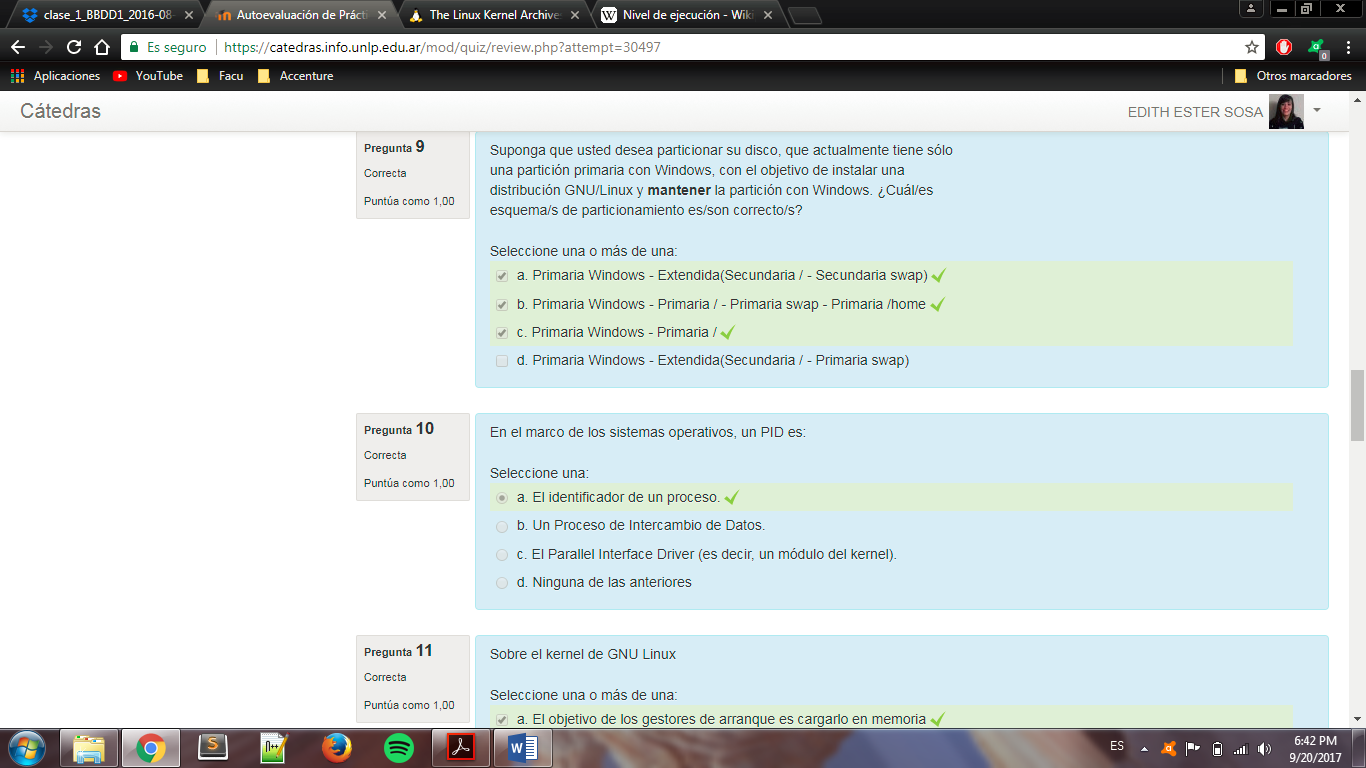 clase_1_BBDD1_2016-08-
Autoevaluación de Práctic
The Linux Kernel Archive
Nivel de ejecución - Wiki
Es seguro
https://catedras.info.unlp.edu.ar/mod/quiz/review.php?attempt=30497
0
Aplicaciones
YouTube
Facu
Accenture
Otros marcadores
Cátedras
EDITH ESTER SOSA
Pregunta 9
Correcta
Puntúa como 1,00
Suponga que usted desea particionar su disco, que actualmente tiene sólo
una partición primaria con Windows, con el objetivo de instalar una
distribución GNU/Linux y mantener la partición con Windows. ¿Cuál/es
esquema/s de particionamiento es/son correcto/s?
Seleccione una o más de una:
a. Primaria Windows - Extendida(Secundaria / - Secundaria swap)
b. Primaria Windows - Primaria / - Primaria swap - Primaria /home
c. Primaria Windows - Primaria /
d. Primaria Windows - Extendida(Secundaria / - Primaria swap)
Pregunta 10
Correcta
Puntúa como 1,00
En el marco de los sistemas operativos, un PID es:
Seleccione una:
a. El identificador de un proceso.
b. Un Proceso de Intercambio de Datos.
c. El Parallel Interface Driver (es decir, un módulo del kernel).
d. Ninguna de las anteriores
Pregunta 11
Correcta
Puntúa como 1,00
Sobre el kernel de GNU Linux
Seleccione una o más de una:
a. El objetivo de los gestores de arranque es cargarlo en memoria
ES
6:42 PM
9/20/2017